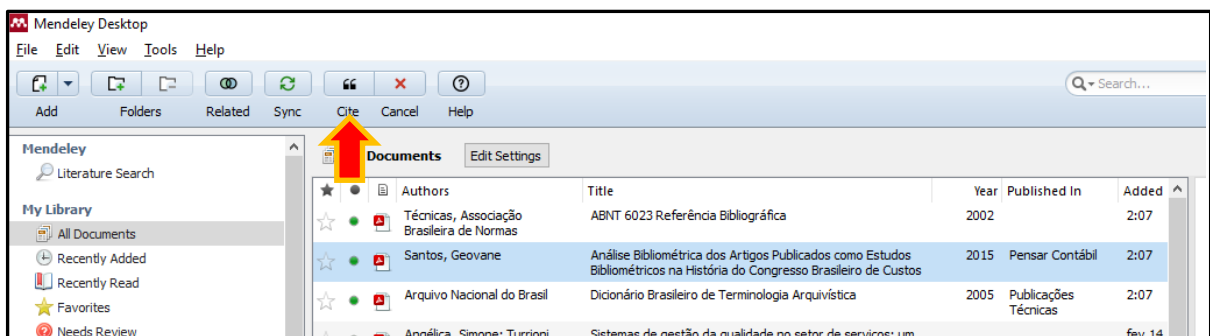 Mendeley Desktop
File Edit View Tools Help
Search...
Add Folders Related Sync Cite Cancel Help
Mendeley
Literature Search
My Library
All Documents
Recently Added
Recently Read
Favorites
Needs Review
Documents Edit Settings
Authors Title Year Published In Added
Técnicas, Associação ABNT 6023 Referência Bibliográfica 2002 2:07
Brasileira de Normas
Santos, Geovane Análise Bibliométrica dos Artigos Publicados como Estudos 2015 Pensar Contábil 2:07
Bibliométricos na História do Congresso Brasileiro de Custos
Arquivo Nacional do Brasil Dicionário Brasileiro de Terminologia Arquivística 2005 Publicações 2:07
Técnicas
Angélica, Simone; Turrioni, Sistemas de gestão da qualidade no setor de serviços: um fev 14